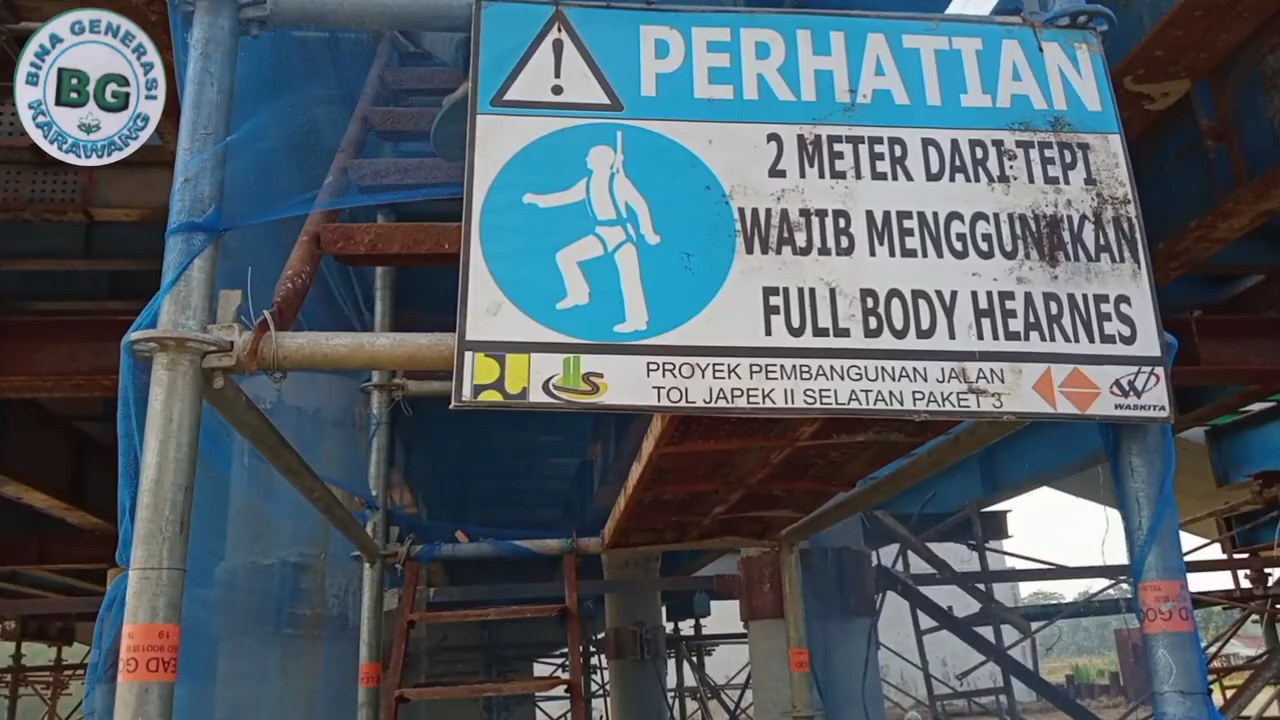 BINA GENERASI
BG
KARAWANG
PERHATIAN
2 METER DARI TEPI
WAJIB MENGGUNAKAN
FULL BODY HEARNES
PROYEK PEMBANGUNAN JALAN
TOL JAPEK II SELATAN PAKET 3
WASKITA